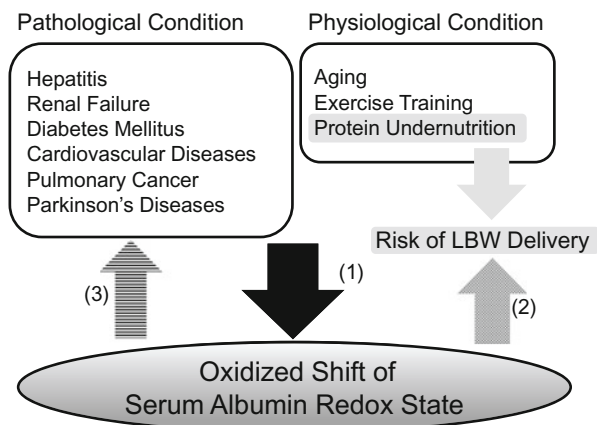 Pathological Condition
Hepatitis
Renal Failure
Diabetes Mellitus
Cardiovascular Diseases
Pulmonary Cancer
Parkinson's Diseases
Physiological Condition
Aging
Exercise Training
Protein Undernutrition
Risk of LBW Delivery
(1)
(2)
(3)
Oxidized Shift of
Serum Albumin Redox State